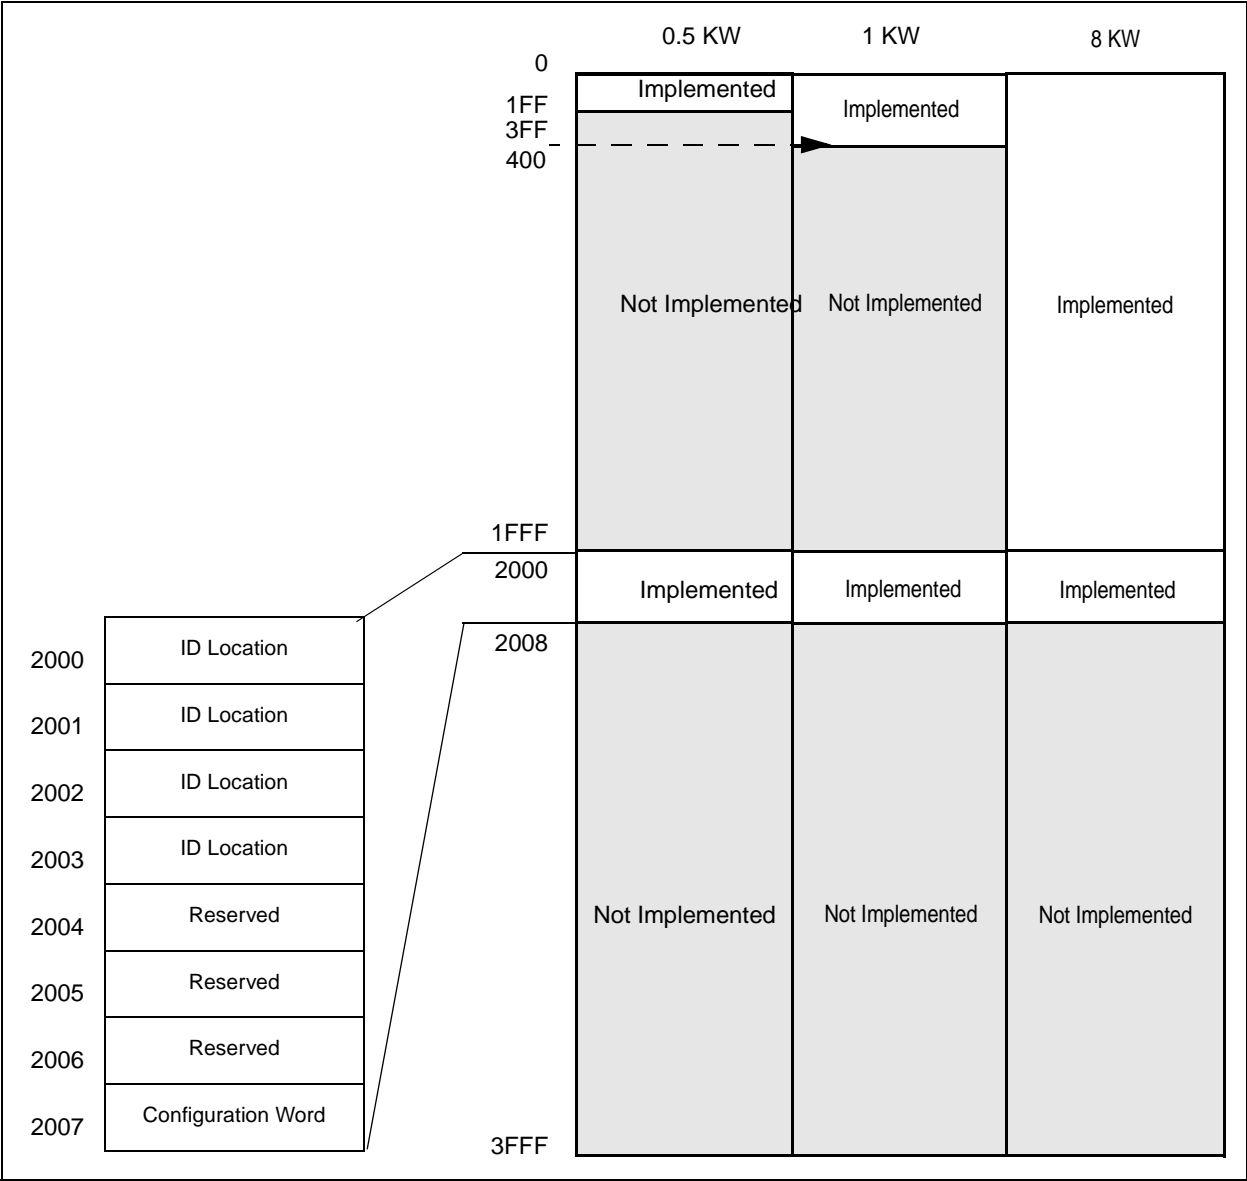 0.5 KW 1 KW 8 KW
0
Implemented
1FF
Implemented
3FF
400
Not Implemented Not Implemented Implemented
1FFF
2000
Implemented Implemented Implemented
2008
2000 ID Location
2001 ID Location
2002 ID Location
2003 ID Location
2004 Reserved
2005 Reserved
2006 Reserved
2007 Configuration Word
Not Implemented Not Implemented Not Implemented
3FFF